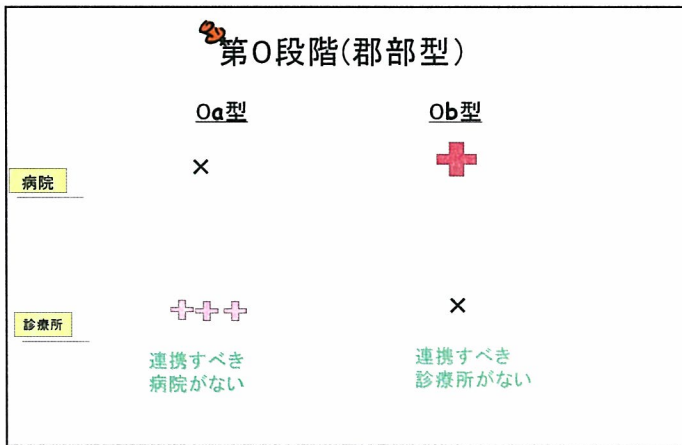 第0段階(郡部型)
0a型 0b型
病院 ×
診療所 ×
連携すべき
病院がない
連携すべき
診療所がない